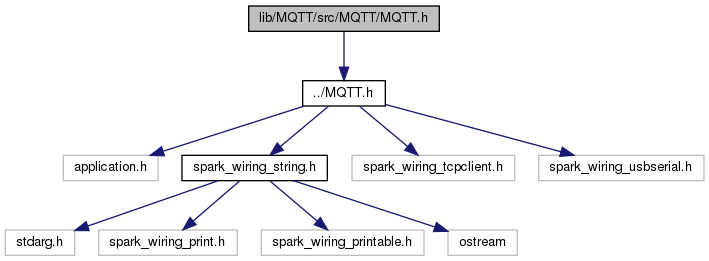 lib/MQTT/src/MQTT/MQTT.h
../MQTT.h
application.h
spark_wiring_string.h
spark_wiring_tcpclient.h
spark_wiring_usbserial.h
stdarg.h
spark_wiring_print.h
spark_wiring_printable.h
ostream